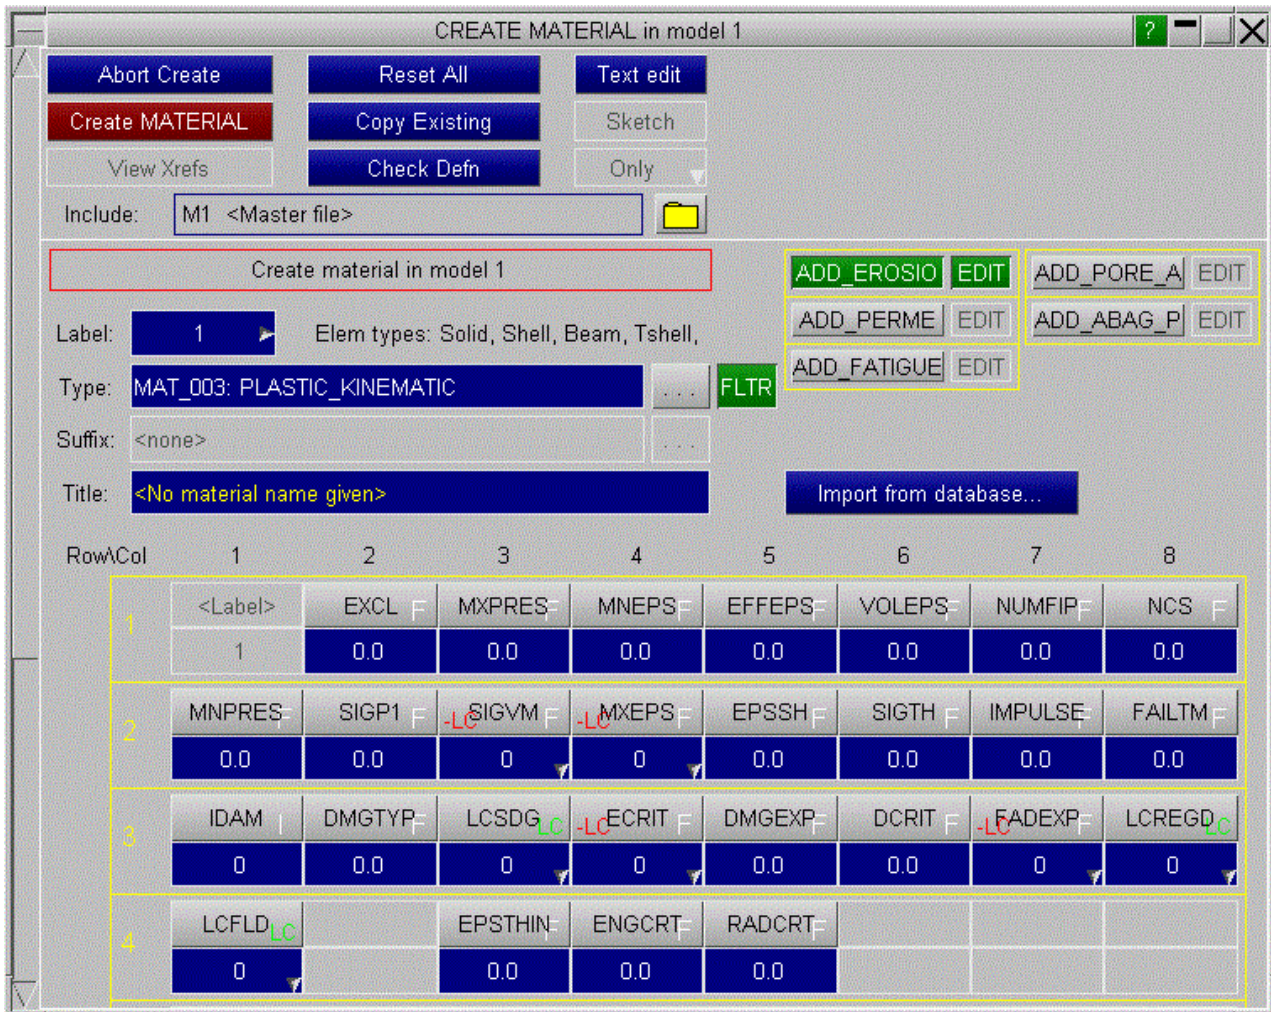 CREATE MATERIAL in model 1 ?
Abort Create Reset All Text edit
Create MATERIAL Copy Existing Sketch
View Xrefs Check Defn Only
Include: M1 <Master file>
Create material in model 1 ADD_EROSIO EDIT ADD_PORE_A EDIT
ADD_PERME EDIT ADD_ABAG_P EDIT
Label: 1 Elem types: Solid, Shell, Beam, Tshell,
ADD_FATIGUE EDIT
Type: MAT_003: PLASTIC_KINEMATIC ... FLTR
Suffix: <none> ...
Title: <No material name given> Import from database...
Row\Col 1 2 3 4 5 6 7 8
1 <Label> EXCL F MXPRES F MNEPS F EFFEPS F VOLEPS F NUMFIP F NCS F
1 0.0 0.0 0.0 0.0 0.0 0.0 0.0
2 MNPRES F SIGP1 F -LC SIGVM F -LC MXEPS F EPSSH F SIGTH F IMPULSE F FAILTM F
0.0 0.0 0 0 0.0 0.0 0.0 0.0
3 IDAM I DMGTYP F LCSDG LC -LC ECRIT F DMGEXP F DCRIT F -LC FADEXP F LCREGD LC
0 0.0 0 0 0.0 0.0 0 0
4 LCFLD LC EPSTHIN F ENGCRT F RADCRT F
0 0.0 0.0 0.0